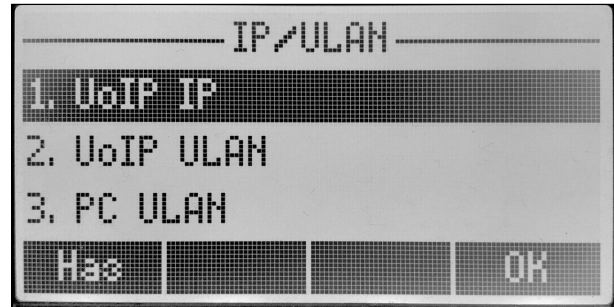 IP/VLAN
1. VoIP IP
2. VoIP VLAN
3. PC VLAN
Наз OK